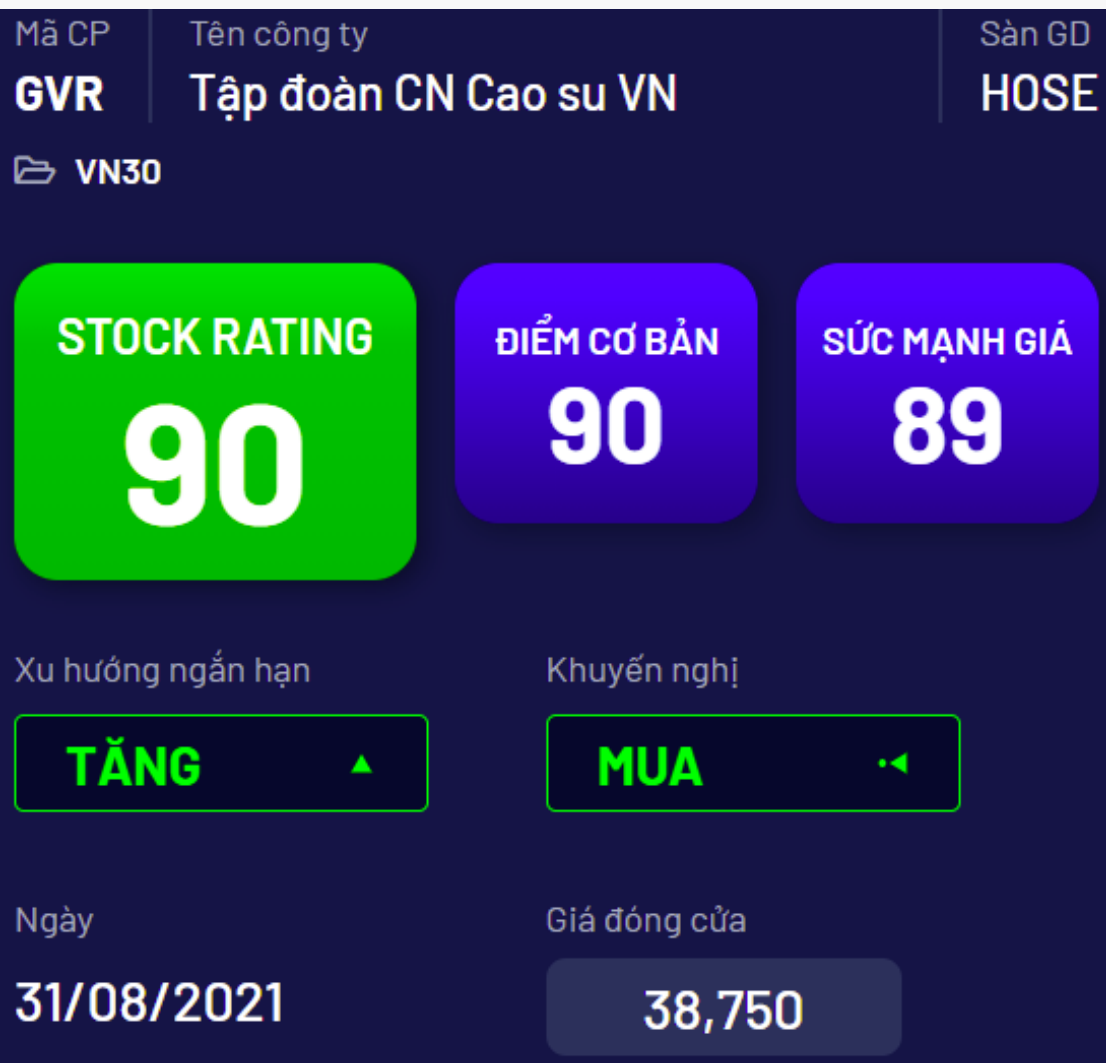 Mã CP Tên công ty Sàn GD
GVR Tập đoàn CN Cao su VN HOSE
VN30
STOCK RATING ĐIỂM CƠ BẢN SỨC MẠNH GIÁ
90 90 89
Xu hướng ngắn hạn Khuyến nghị
TĂNG MUA
Ngày Giá đóng cửa
31/08/2021 38,750